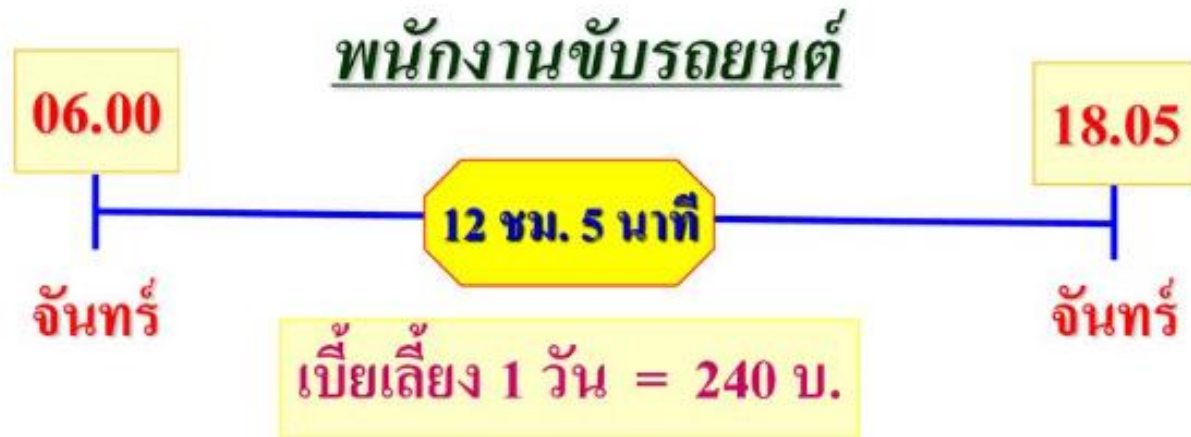 พนักงานขับรถยนต์
06.00
18.05
12 ชม. 5 นาที
จันทร์
จันทร์
เบี้ยเลี้ยง 1 วัน = 240 บ.